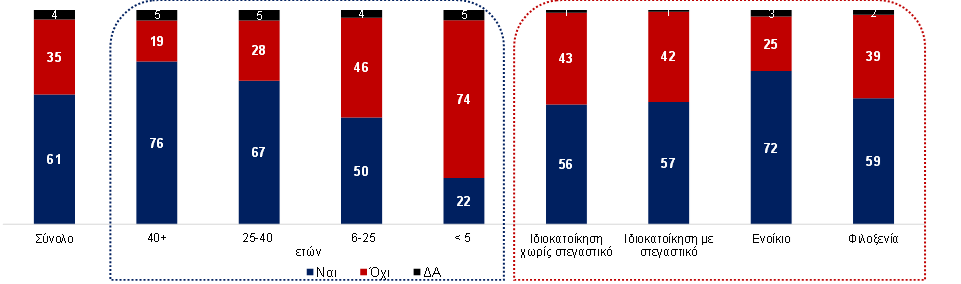 4 5 5 4 5 1 1 3 2
35 19 28 46 74 43 42 25 39
61 76 67 50 22 56 57 72 59
Σύνολο 40+ 25-40 6-25 < 5 Ιδιοκατοίκηση Ιδιοκατοίκηση με Ενοίκιο Φιλοξενία
ετών χωρίς στεγαστικό στεγαστικό
Ναι Όχι ΔΑ